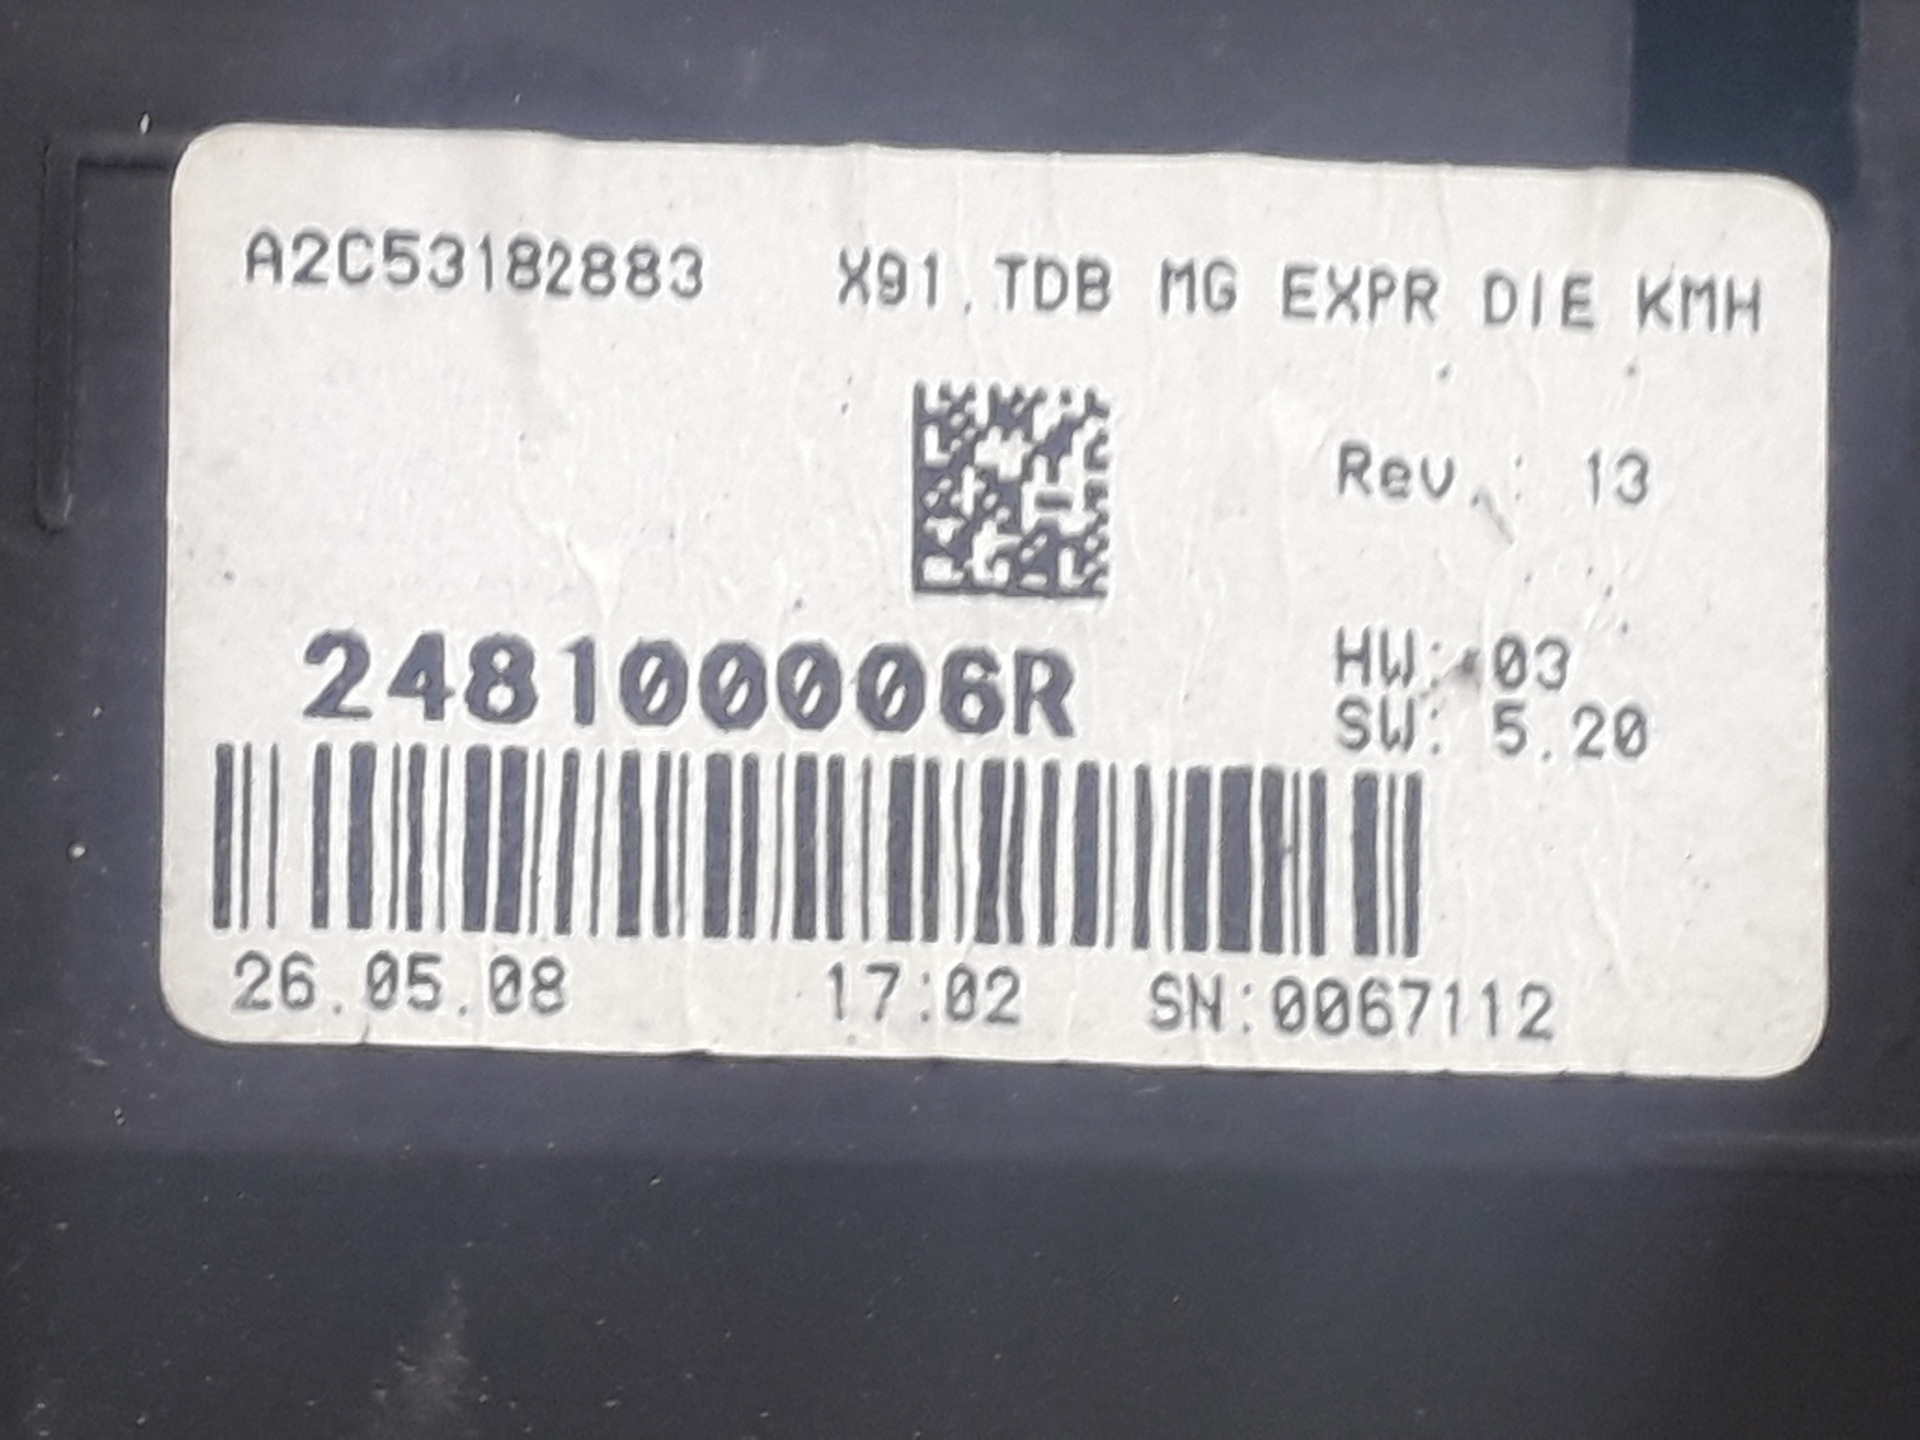 A2C53182883 X91.TDB MG EXPR DIE KMH
Rev.: 13
248100006R
HW: 03
SW: 5.20
26.05.08 17:02 SN:0067112